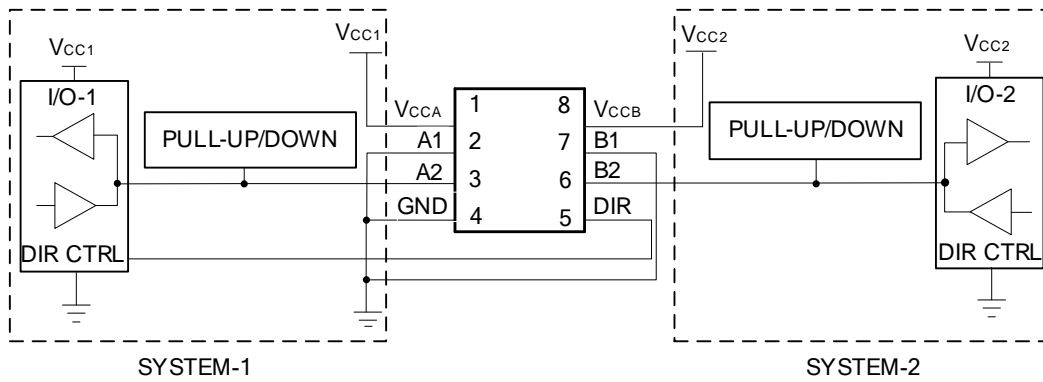 VCC1
I/O-1
PULL-UP/DOWN
DIR CTRL
VCC1
VCCA
A1
A2
GND
1
2
3
4
8
7
6
5
VCCB
B1
B2
DIR
VCC2
PULL-UP/DOWN
VCC2
I/O-2
DIR CTRL
SYSTEM-1
SYSTEM-2